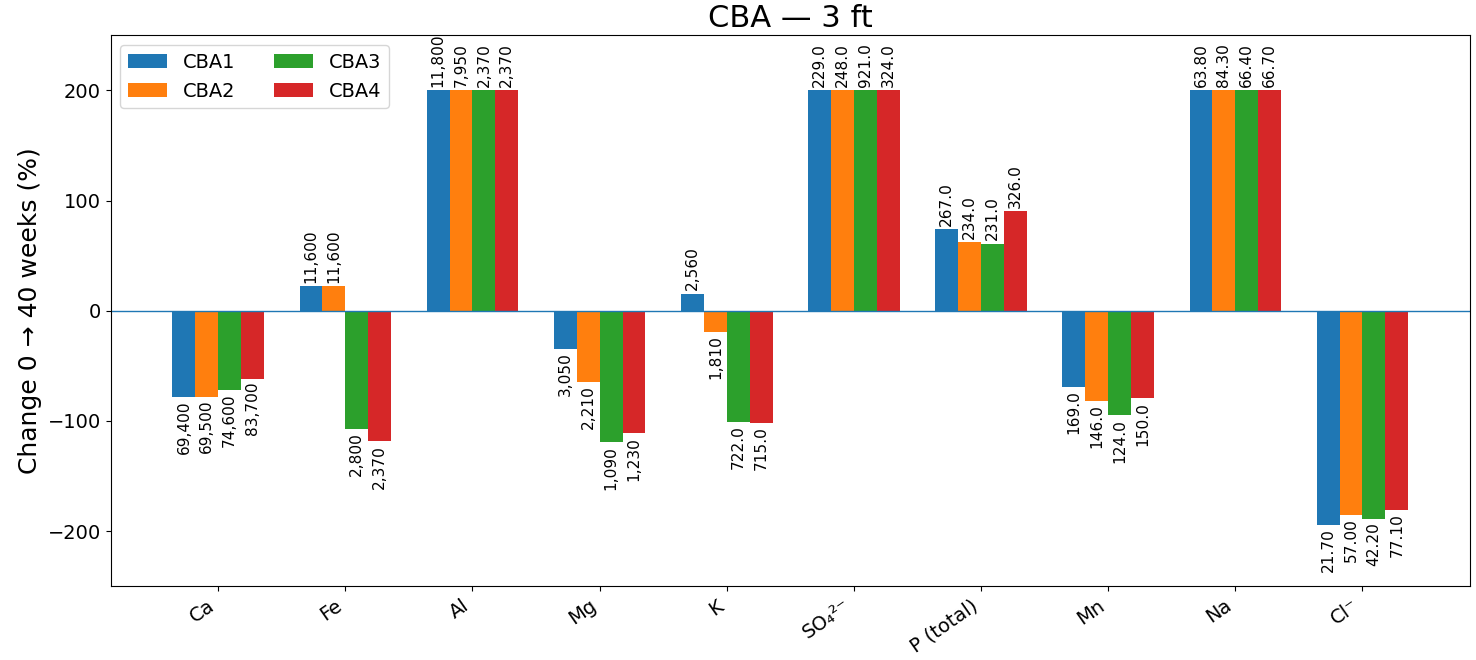 CBA — 3 ft
CBA1
CBA2
CBA3
CBA4
Change 0 → 40 weeks (%)
200
100
0
−100
−200
69,400
69,500
74,600
83,700
11,600
11,600
2,800
2,370
11,800
7,950
2,370
2,370
3,050
2,210
1,090
1,230
2,560
1,810
722.0
715.0
229.0
248.0
921.0
324.0
267.0
234.0
231.0
326.0
169.0
146.0
124.0
150.0
63.80
84.30
66.40
66.70
21.70
57.00
42.20
77.10
Ca
Fe
Al
Mg
K
SO₄²⁻
P (total)
Mn
Na
Cl⁻